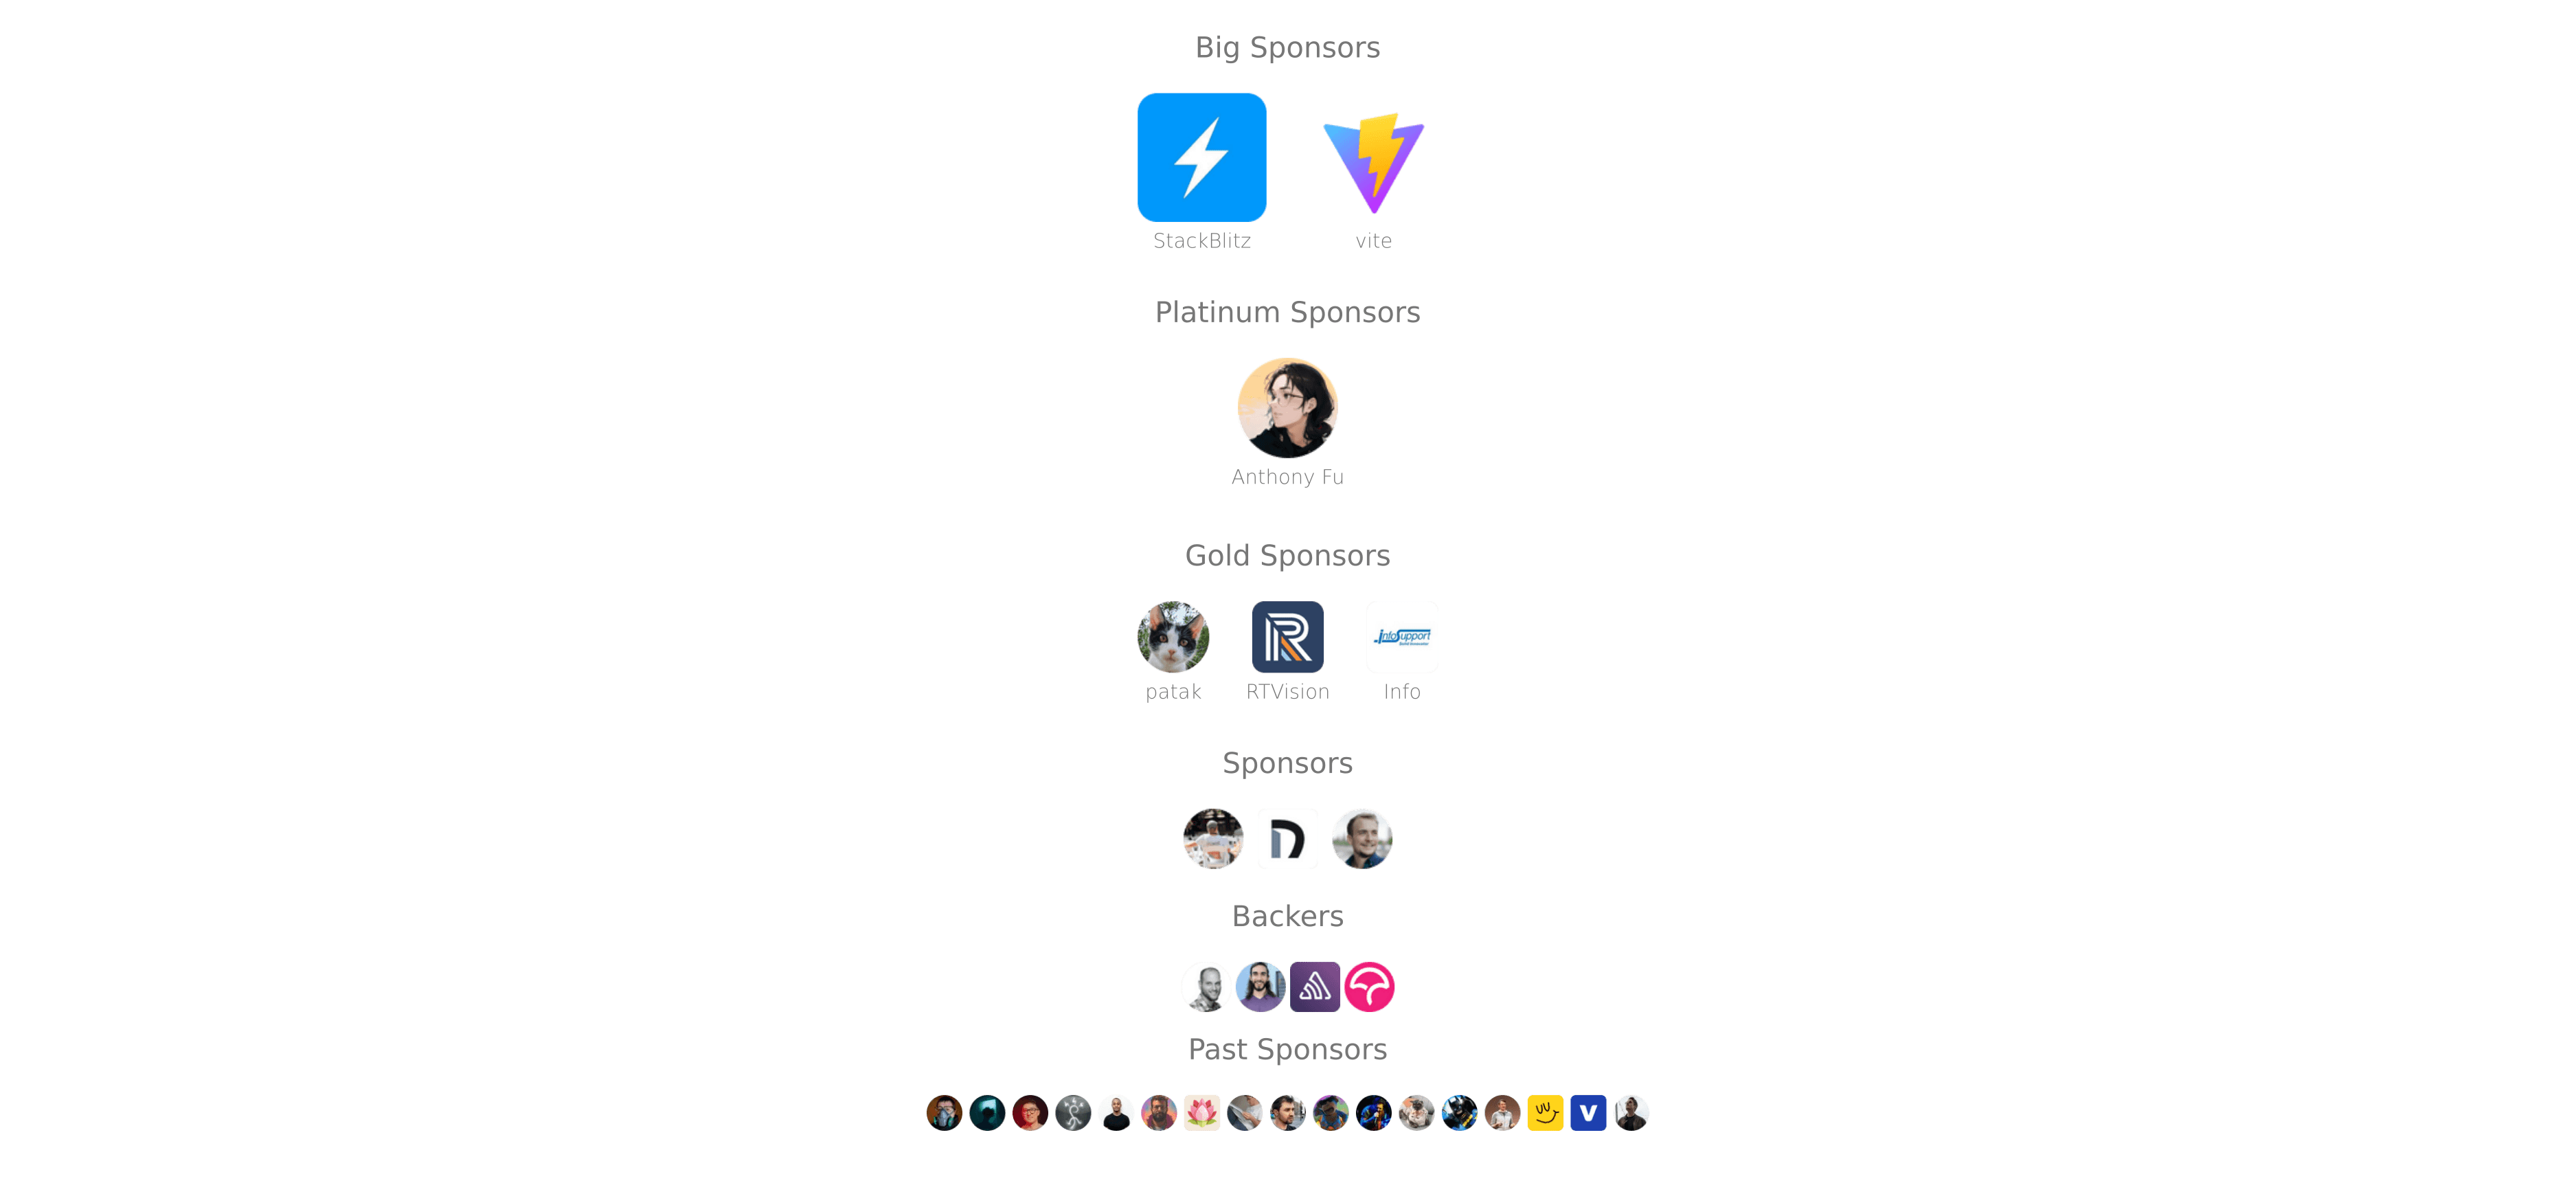 Big Sponsors
StackBlitz
vite
Platinum Sponsors
Anthony Fu
Gold Sponsors
infoSupport
patak
RTVision
Info
Sponsors
Backers
Past Sponsors
V